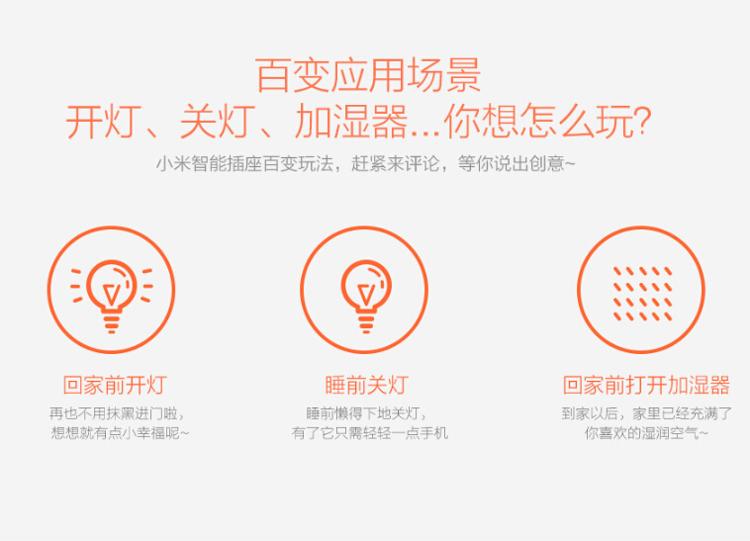 百变应用场景
开灯、关灯、加湿器...你想怎么玩?
小米智能插座百变玩法，赶紧来评论，等你说出创意~
回家前开灯
再也不用抹黑进门啦，
想想就有点小幸福呢~
睡前关灯
睡前懒得下地关灯，
有了它只需轻轻一点手机
回家前打开加湿器
到家以后，家里已经充满了
你喜欢的湿润空气~